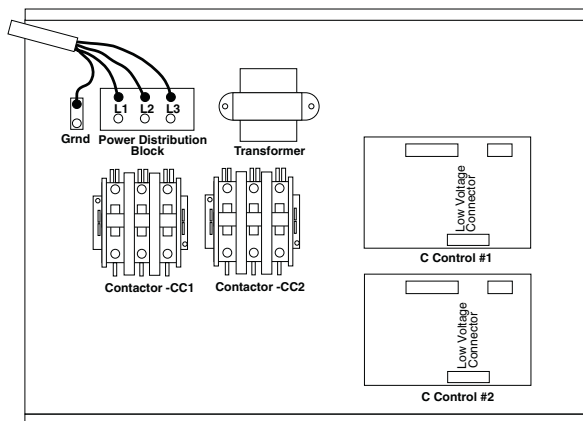 L1 L2 L3
Grnd
Power Distribution
Block
Transformer
Low Voltage
Connector
C Control #1
Contactor -CC1
Contactor -CC2
Low Voltage
Connector
C Control #2